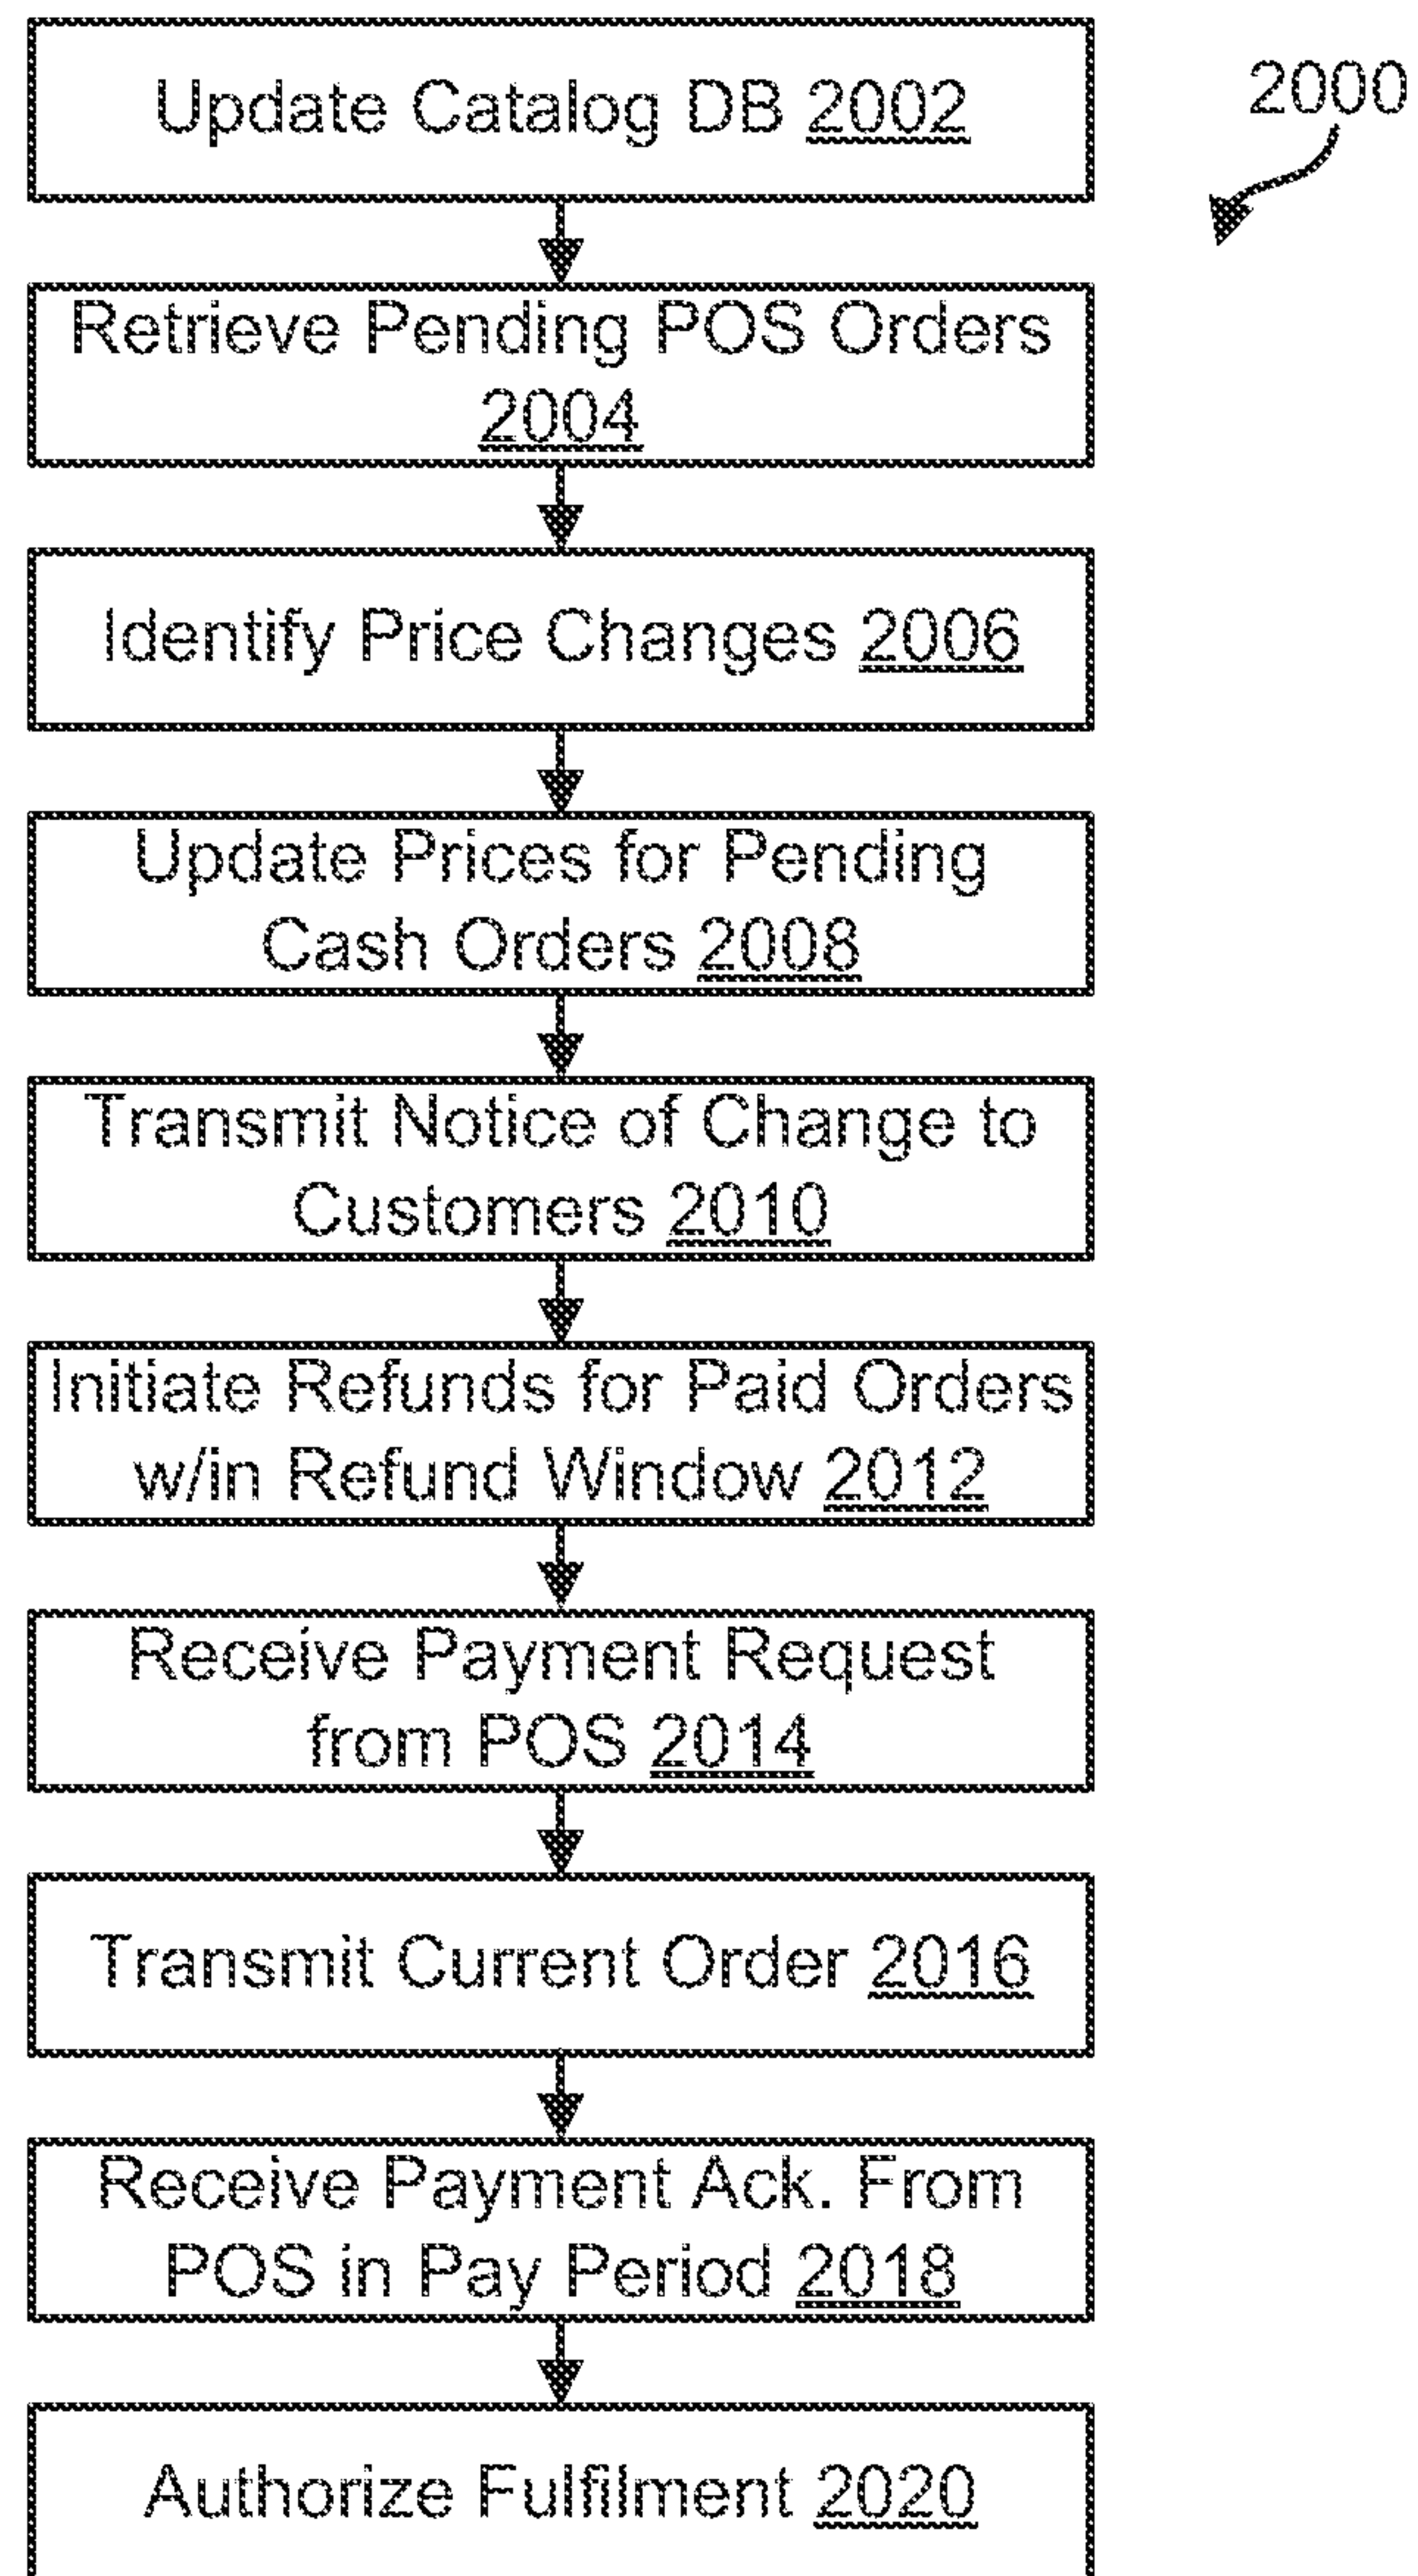 Update Catalog DB 2002
2000
Retrieve Pending POS Orders
2004
Identify Price Changes 2006
Update Prices for Pending
Cash Orders 2008
Transmit Notice of Change to
Customers 2010
Initiate Refunds for Paid Orders
w/in Refund Window 2012
Receive Payment Request
from POS 2014
Transmit Current Order 2016
Receive Payment Ack. From
POS in Pay Period 2018
Authorize Fulfilment 2020